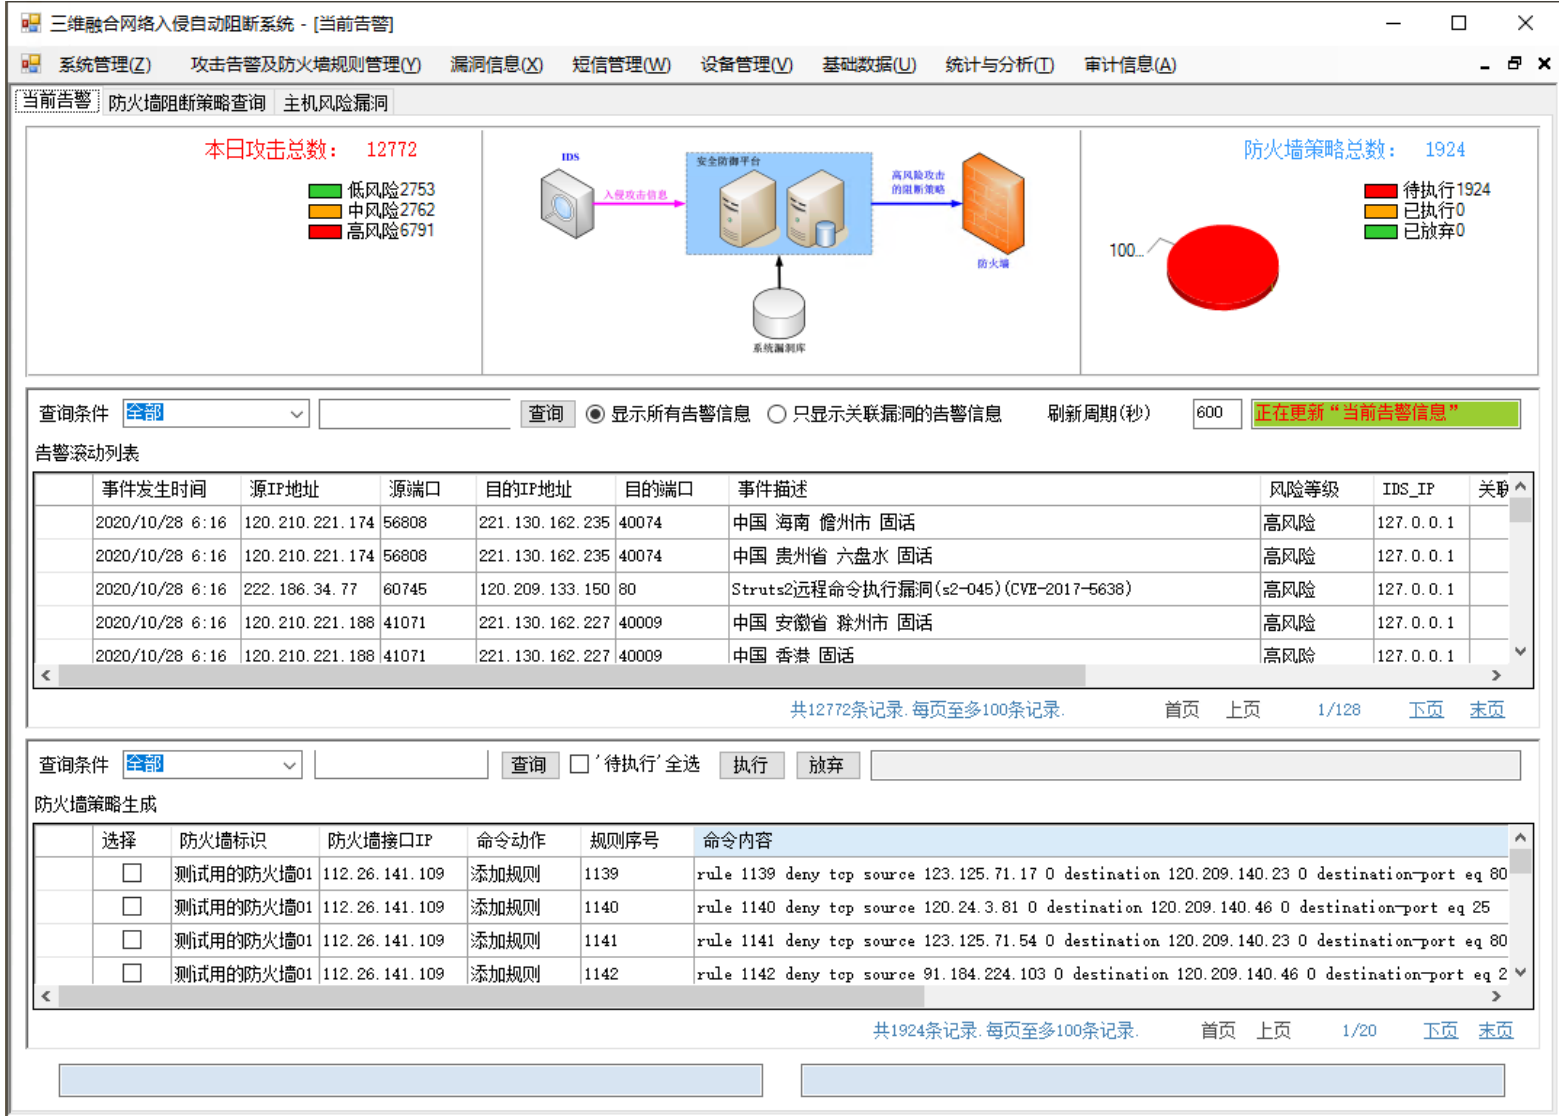 三维融合网络入侵自动阻断系统 - [当前告警]
系统管理(Z) 攻击告警及防火墙规则管理(Y) 漏洞信息(X) 短信管理(W) 设备管理(V) 基础数据(U) 统计与分析(T) 审计信息(A)
当前告警 防火墙阻断策略查询 主机风险漏洞
本日攻击总数： 12772
低风险2753
中风险2762
高风险6791
IDS
入侵攻击信息
安全防御平台
高风险攻击
的阻断策略
防火墙
系统漏洞库
防火墙策略总数： 1924
待执行1924
已执行0
已放弃0
100...
查询条件 全部 查询 显示所有告警信息 只显示关联漏洞的告警信息 刷新周期(秒) 600 正在更新“当前告警信息”
告警滚动列表
事件发生时间 源IP地址 源端口 目的IP地址 目的端口 事件描述 风险等级 IDS_IP 关联
2020/10/28 6:16 120.210.221.174 56808 221.130.162.235 40074 中国 海南 儋州市 固话 高风险 127.0.0.1
2020/10/28 6:16 120.210.221.174 56808 221.130.162.235 40074 中国 贵州省 六盘水 固话 高风险 127.0.0.1
2020/10/28 6:16 222.186.34.77 60745 120.209.133.150 80 Struts2远程命令执行漏洞(s2-045)(CVE-2017-5638) 高风险 127.0.0.1
2020/10/28 6:16 120.210.221.188 41071 221.130.162.227 40009 中国 安徽省 滁州市 固话 高风险 127.0.0.1
2020/10/28 6:16 120.210.221.188 41071 221.130.162.227 40009 中国 香港 固话 高风险 127.0.0.1
共12772条记录.每页至多100条记录. 首页 上页 1/128 下页 末页
查询条件 全部 查询 '待执行'全选 执行 放弃
防火墙策略生成
选择 防火墙标识 防火墙接口IP 命令动作 规则序号 命令内容
测试用的防火墙01 112.26.141.109 添加规则 1139 rule 1139 deny tcp source 123.125.71.17 0 destination 120.209.140.23 0 destination-port eq 80
测试用的防火墙01 112.26.141.109 添加规则 1140 rule 1140 deny tcp source 120.24.3.81 0 destination 120.209.140.46 0 destination-port eq 25
测试用的防火墙01 112.26.141.109 添加规则 1141 rule 1141 deny tcp source 123.125.71.54 0 destination 120.209.140.23 0 destination-port eq 80
测试用的防火墙01 112.26.141.109 添加规则 1142 rule 1142 deny tcp source 91.184.224.103 0 destination 120.209.140.46 0 destination-port eq 2
共1924条记录.每页至多100条记录. 首页 上页 1/20 下页 末页